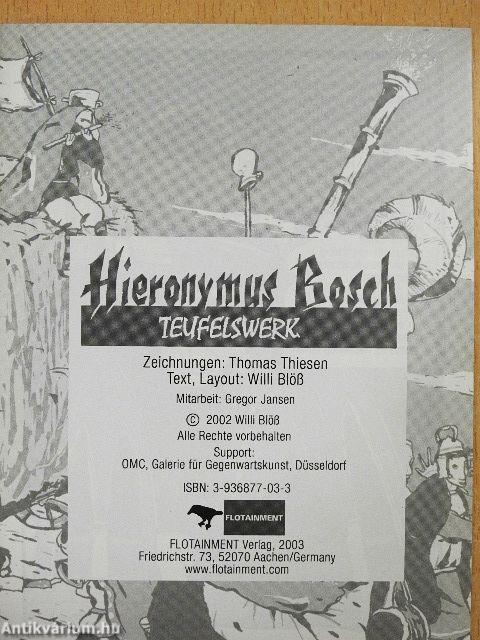 Hieronymus Bosch
TEUFELSWERK
Zeichnungen: Thomas Thiesen
Text, Layout: Willi Blöß
Mitarbeit: Gregor Jansen
© 2002 Willi Blöß
Alle Rechte vorbehalten
Support:
OMC, Galerie für Gegenwartskunst, Düsseldorf
ISBN: 3-936877-03-3
FLOTAINMENT
FLOTAINMENT Verlag, 2003
Friedrichstr. 73, 52070 Aachen/Germany
www.flotainment.com
Antikvárium.hu